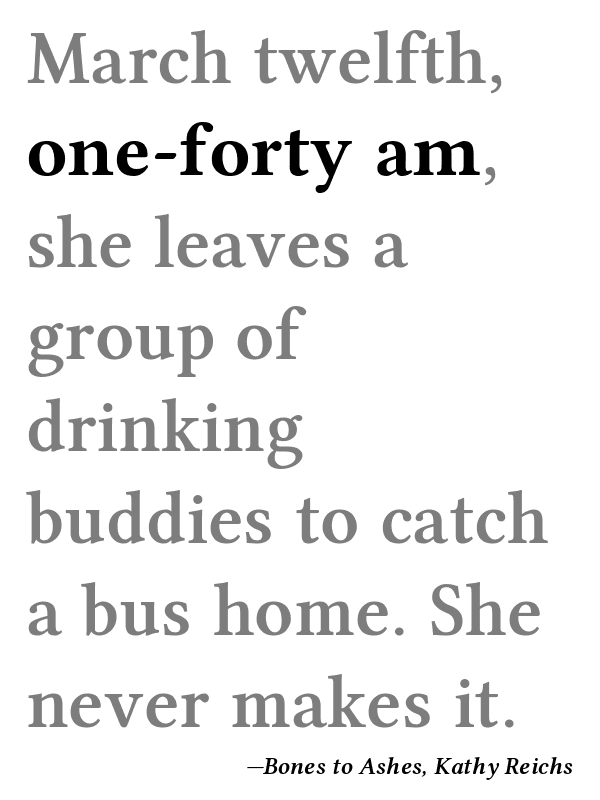 March twelfth,
one-forty am,
she leaves a
group of
drinking
buddies to catch
a bus home. She
never makes it.
—Bones to Ashes, Kathy Reichs